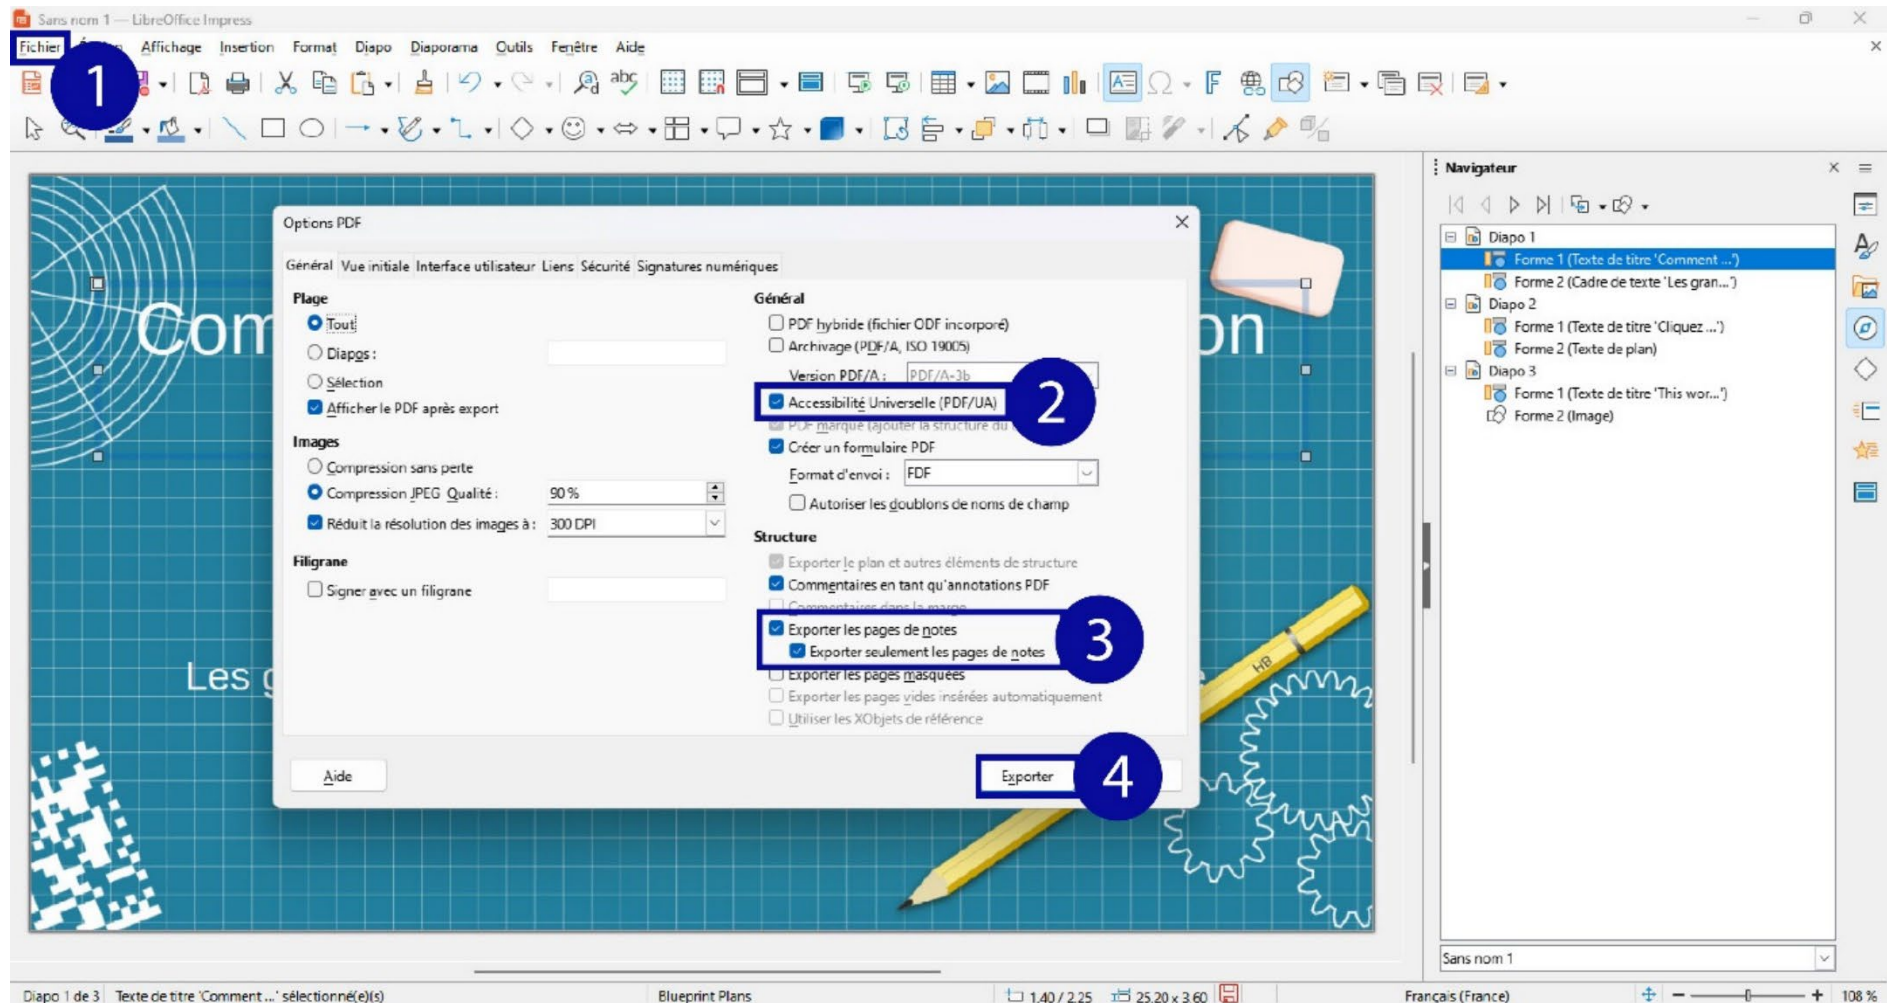 Sans nom 1 — LibreOffice Impress
Fichier Affichage Insertion Format Diapo Diaporama Outils Fenêtre Aide
1
Options PDF
Général Vue initiale Interface utilisateur Liens Sécurité Signatures numériques
Plage
Tout
Diapos :
Sélection
Afficher le PDF après export
Images
Compression sans perte
Compression JPEG Qualité : 90 %
Réduit la résolution des images à : 300 DPI
Filigrane
Signer avec un filigrane
Général
PDF hybride (fichier ODF incorporé)
Archivage (PDF/A, ISO 19005)
Version PDF/A : PDF/A-3b
Accessibilité Universelle (PDF/UA)
2
PDF marqué (ajouter la structure du
Créer un formulaire PDF
Format d'envoi : FDF
Autoriser les doublons de noms de champ
Structure
Exporter le plan et autres éléments de structure
Commentaires en tant qu'annotations PDF
Commentaires dans la marge
Exporter les pages de notes
Exporter seulement les pages de notes
3
Exporter les pages masquées
Exporter les pages vides insérées automatiquement
Utiliser les XObjets de référence
Aide
Exporter
4
Com
on
Les g
HB
Navigateur
Diapo 1
Forme 1 (Texte de titre 'Comment ...')
Forme 2 (Cadre de texte 'Les gran...')
Diapo 2
Forme 1 (Texte de titre 'Cliquez ...')
Forme 2 (Texte de plan)
Diapo 3
Forme 1 (Texte de titre 'This wor...')
Forme 2 (Image)
Sans nom 1
Diapo 1 de 3 Texte de titre 'Comment ...' sélectionné(e)(s) Blueprint Plans 1,40 / 2,25 25,20 x 3,60 Français (France) 108 %